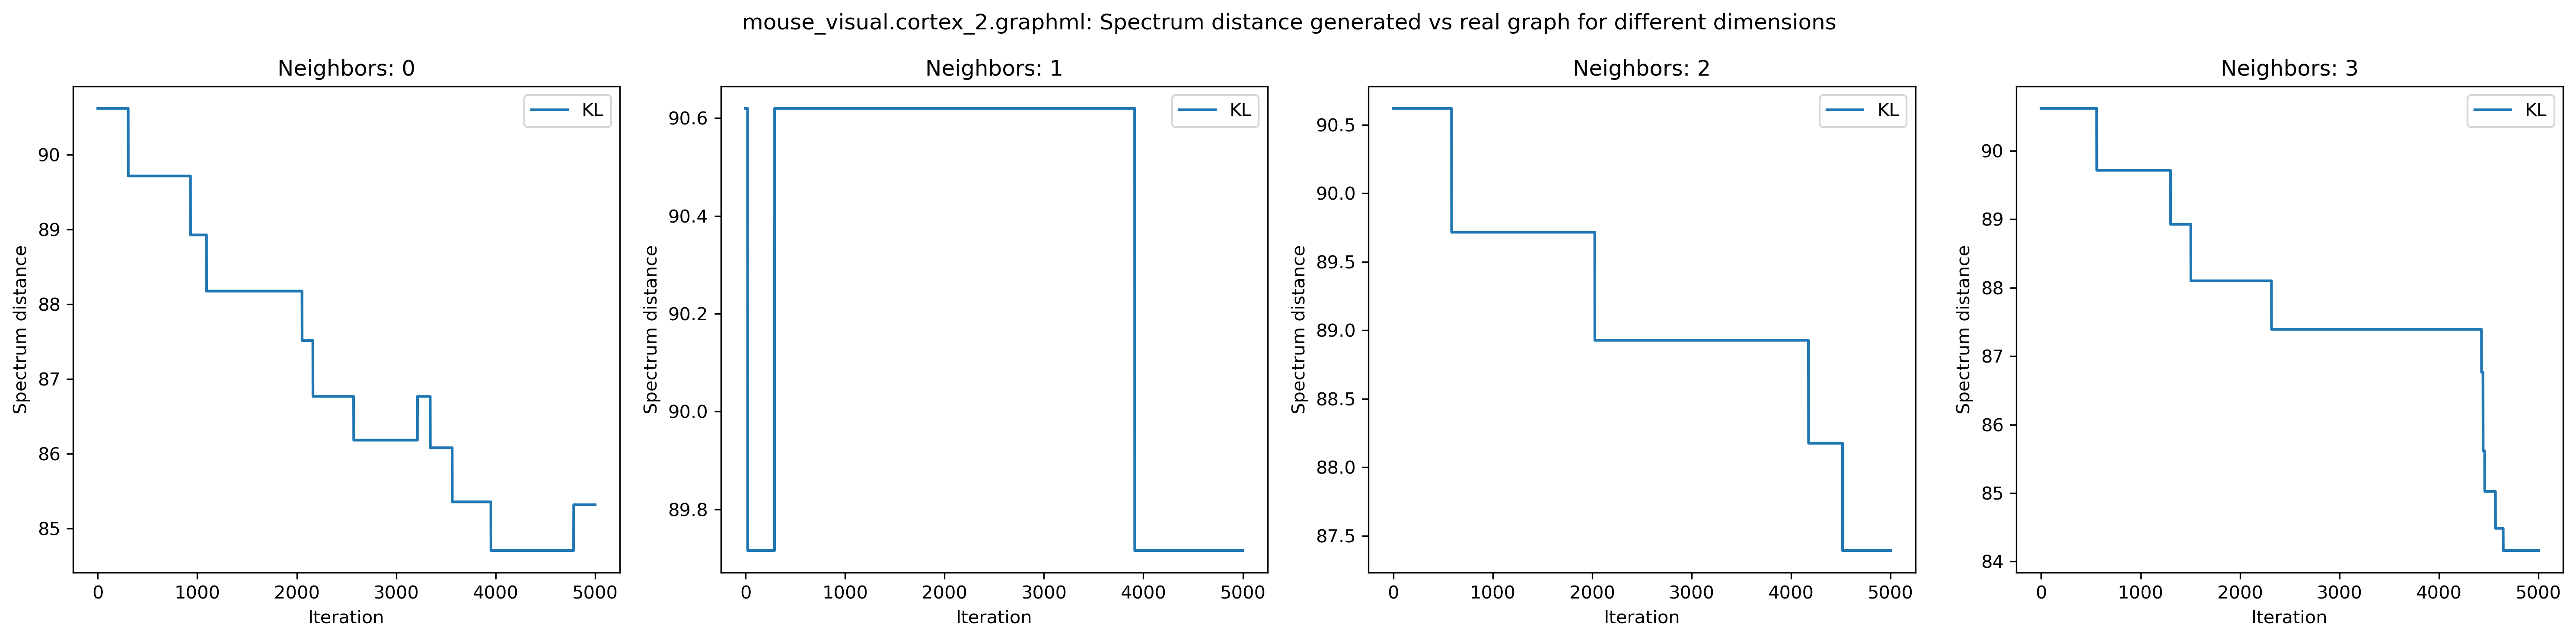 mouse_visual.cortex_2.graphml: Spectrum distance generated vs real graph for different dimensions
Neighbors: 0
KL
90
89
88
87
86
85
Spectrum distance
0 1000 2000 3000 4000 5000
Iteration
Neighbors: 1
KL
90.6
90.4
90.2
90.0
89.8
Spectrum distance
0 1000 2000 3000 4000 5000
Iteration
Neighbors: 2
KL
90.5
90.0
89.5
89.0
88.5
88.0
87.5
Spectrum distance
0 1000 2000 3000 4000 5000
Iteration
Neighbors: 3
KL
90
89
88
87
86
85
84
Spectrum distance
0 1000 2000 3000 4000 5000
Iteration